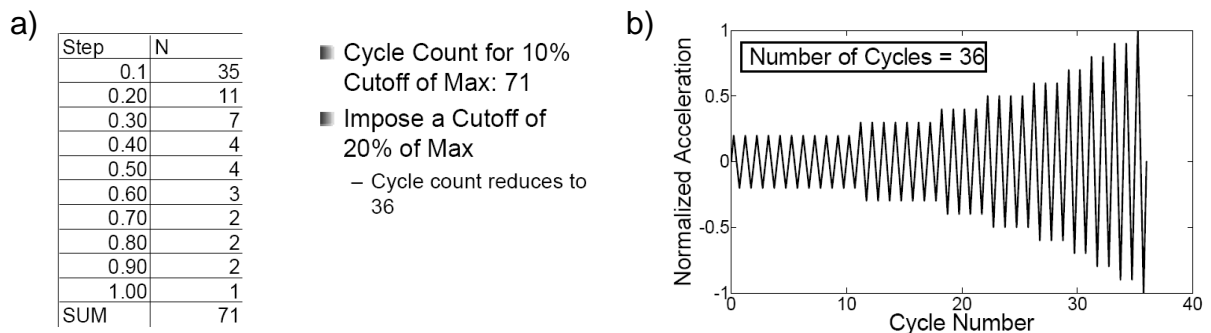 a)
Step N
0.1 35
0.20 11
0.30 7
0.40 4
0.50 4
0.60 3
0.70 2
0.80 2
0.90 2
1.00 1
SUM 71
Cycle Count for 10%
Cutoff of Max: 71
Impose a Cutoff of
20% of Max
– Cycle count reduces to
36
b)
Number of Cycles = 36
Normalized Acceleration
1
0.5
0
-0.5
-1
0 10 20 30 40
Cycle Number